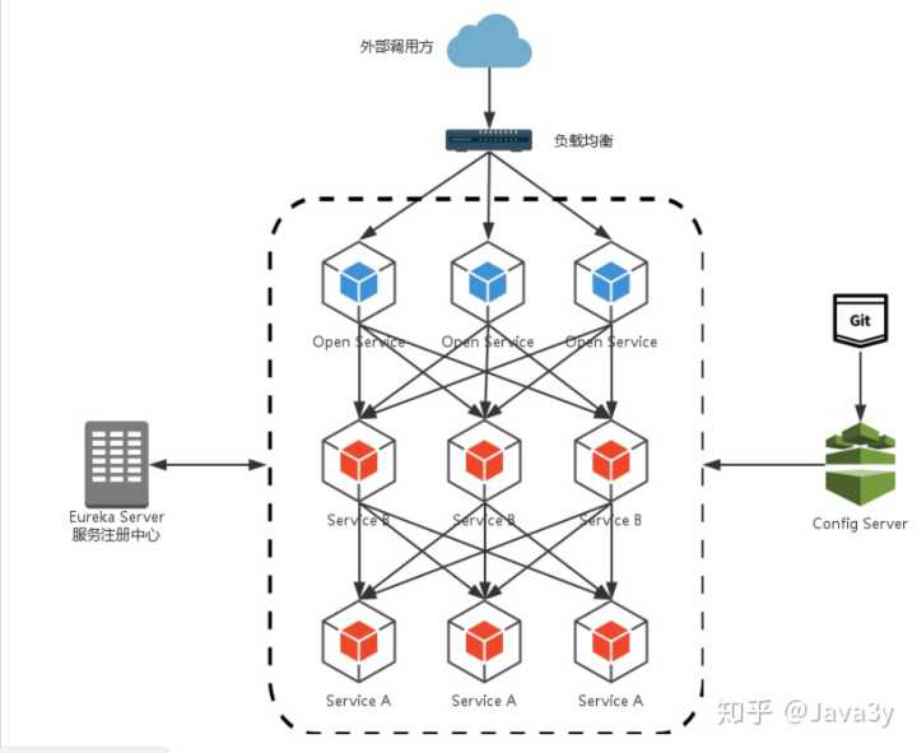 外部调用方
负载均衡
Open Service
Open Service
Open Service
Git
Eureka Server
服务注册中心
Service B
Service B
Service B
Config Server
Service A
Service A
Service A
知乎 @Java3y